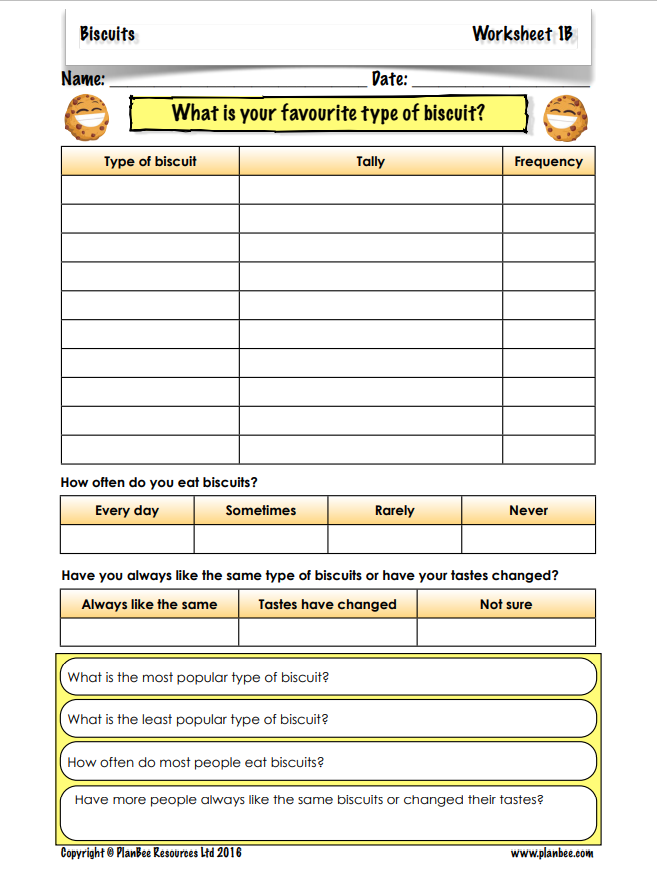 Biscuits Worksheet 1B
Name: Date:
What is your favourite type of biscuit?
Type of biscuit Tally Frequency
How often do you eat biscuits?
Every day Sometimes Rarely Never
Have you always like the same type of biscuits or have your tastes changed?
Always like the same Tastes have changed Not sure
What is the most popular type of biscuit?
What is the least popular type of biscuit?
How often do most people eat biscuits?
Have more people always like the same biscuits or changed their tastes?
Copyright © PlanBee Resources Ltd 2016 www.planbee.com